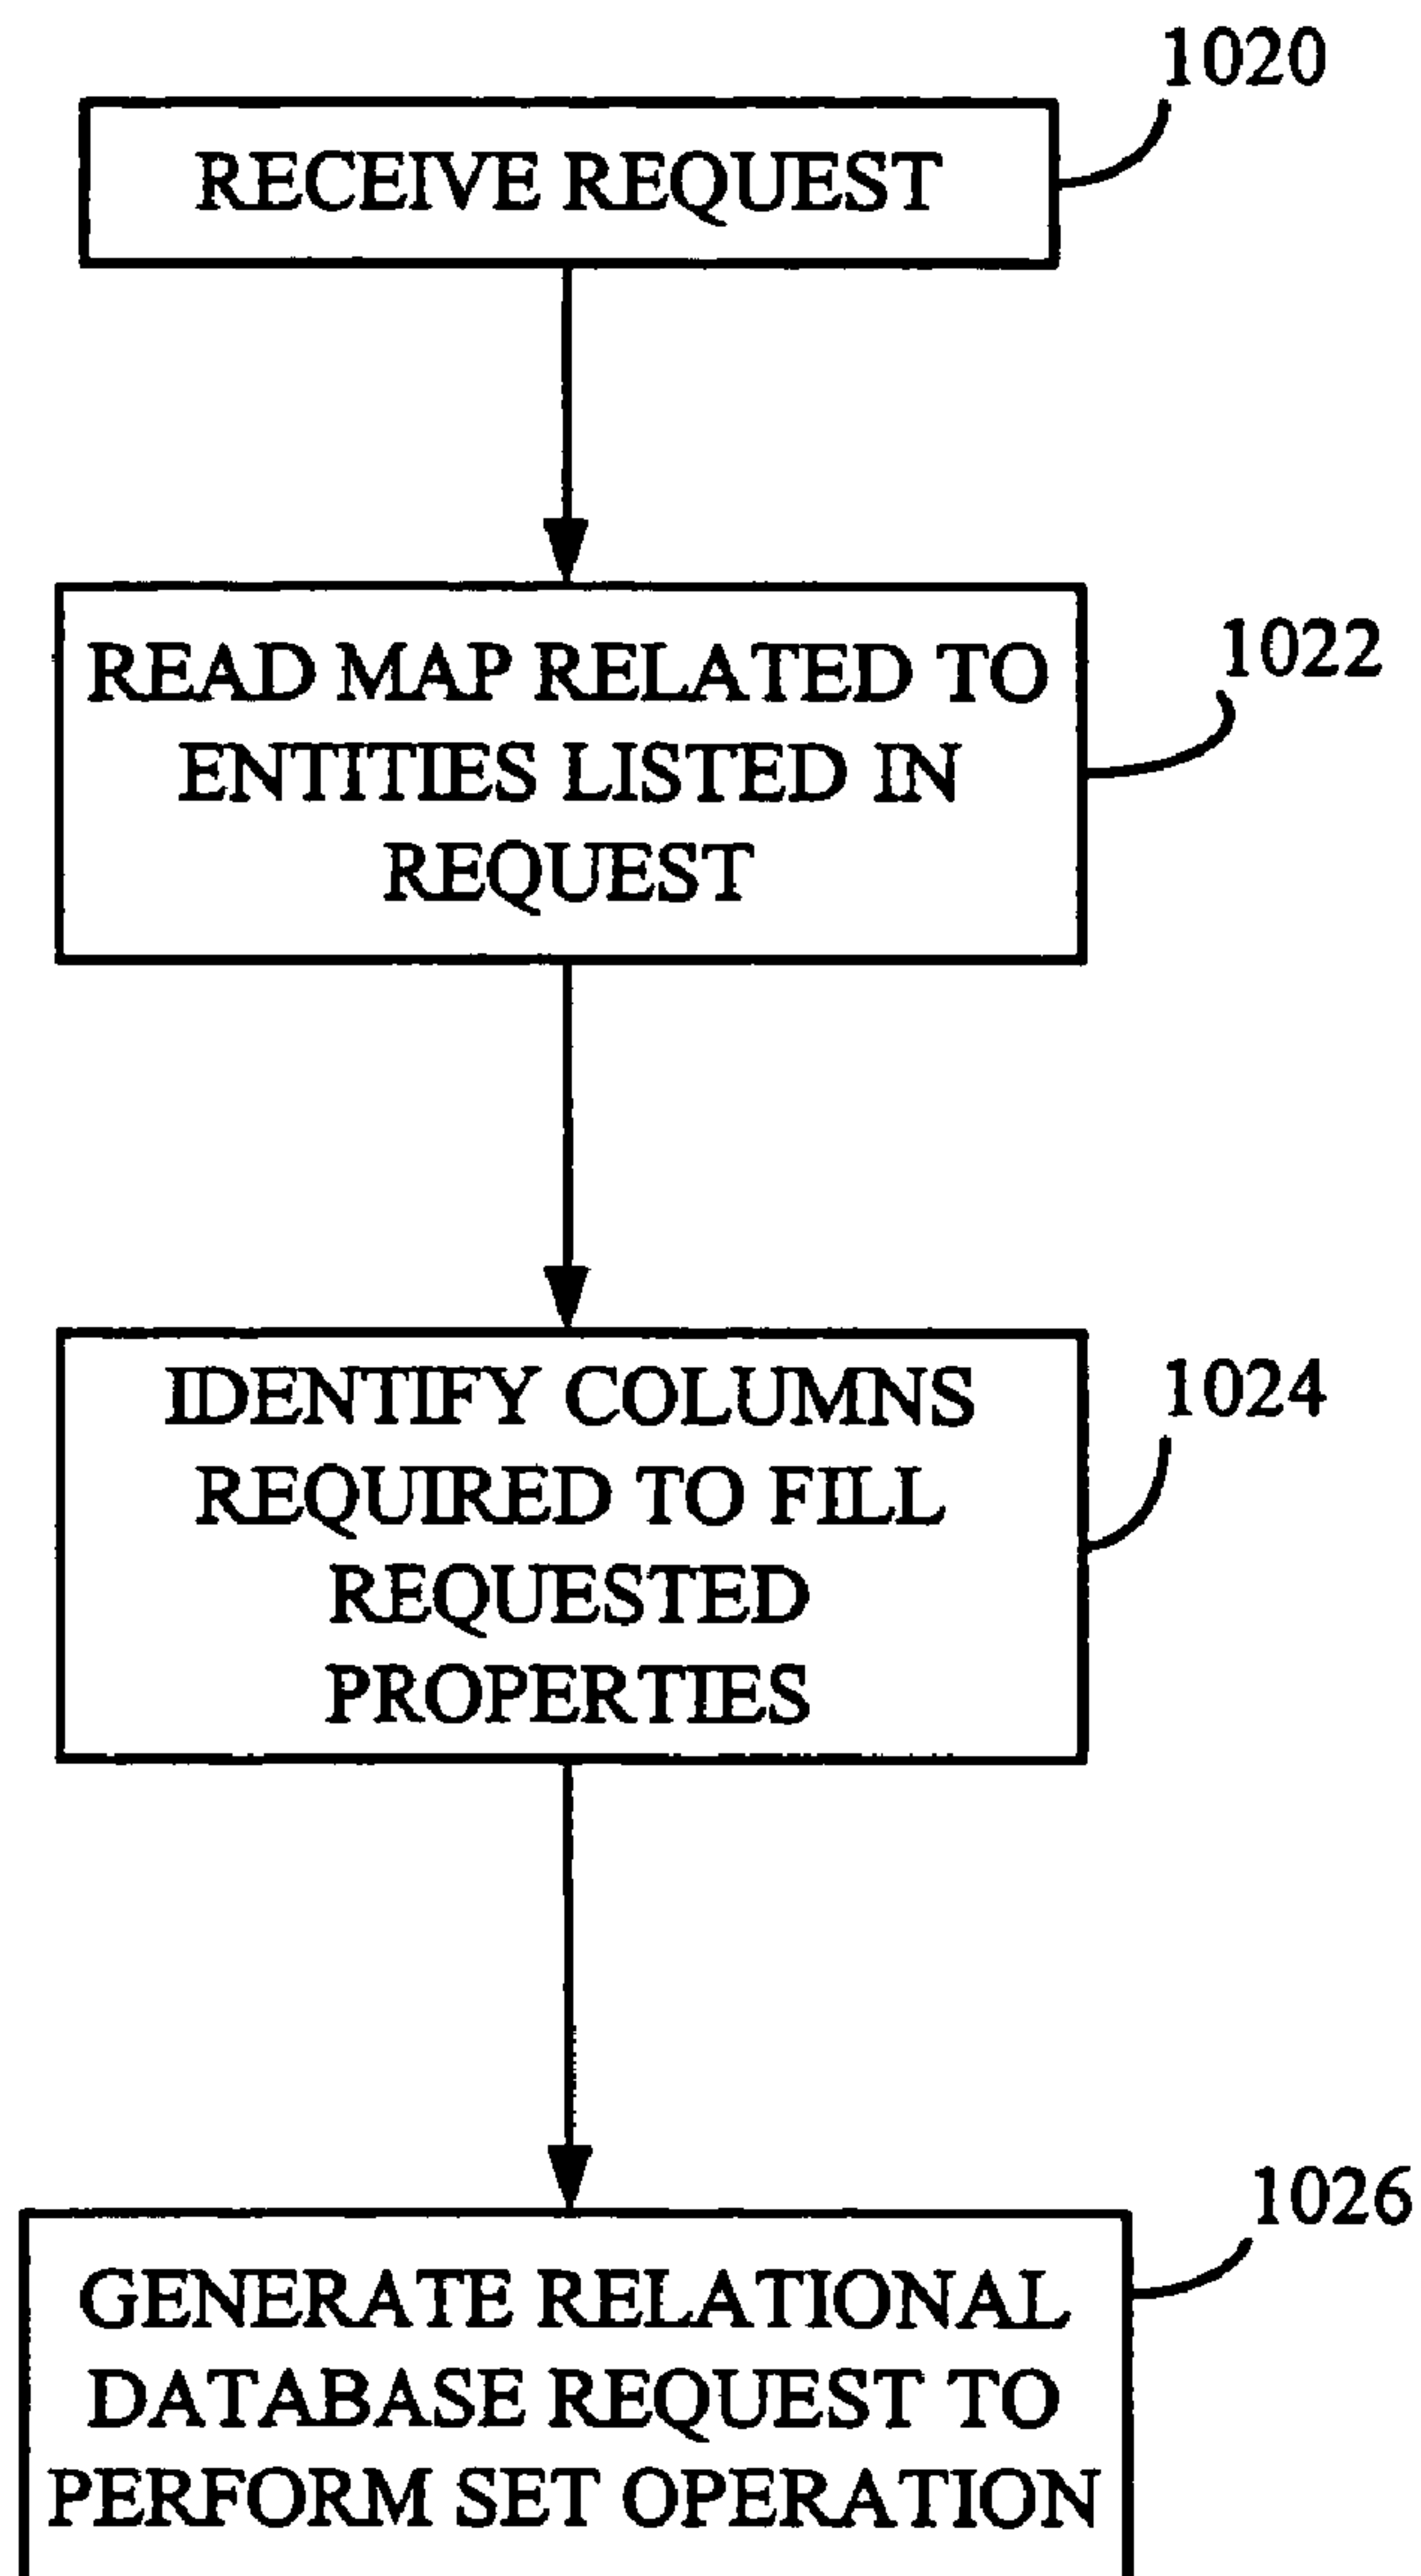 1020
RECEIVE REQUEST
1022
READ MAP RELATED TO
ENTITIES LISTED IN
REQUEST
1024
IDENTIFY COLUMNS
REQUIRED TO FILL
REQUESTED
PROPERTIES
1026
GENERATE RELATIONAL
DATABASE REQUEST TO
PERFORM SET OPERATION